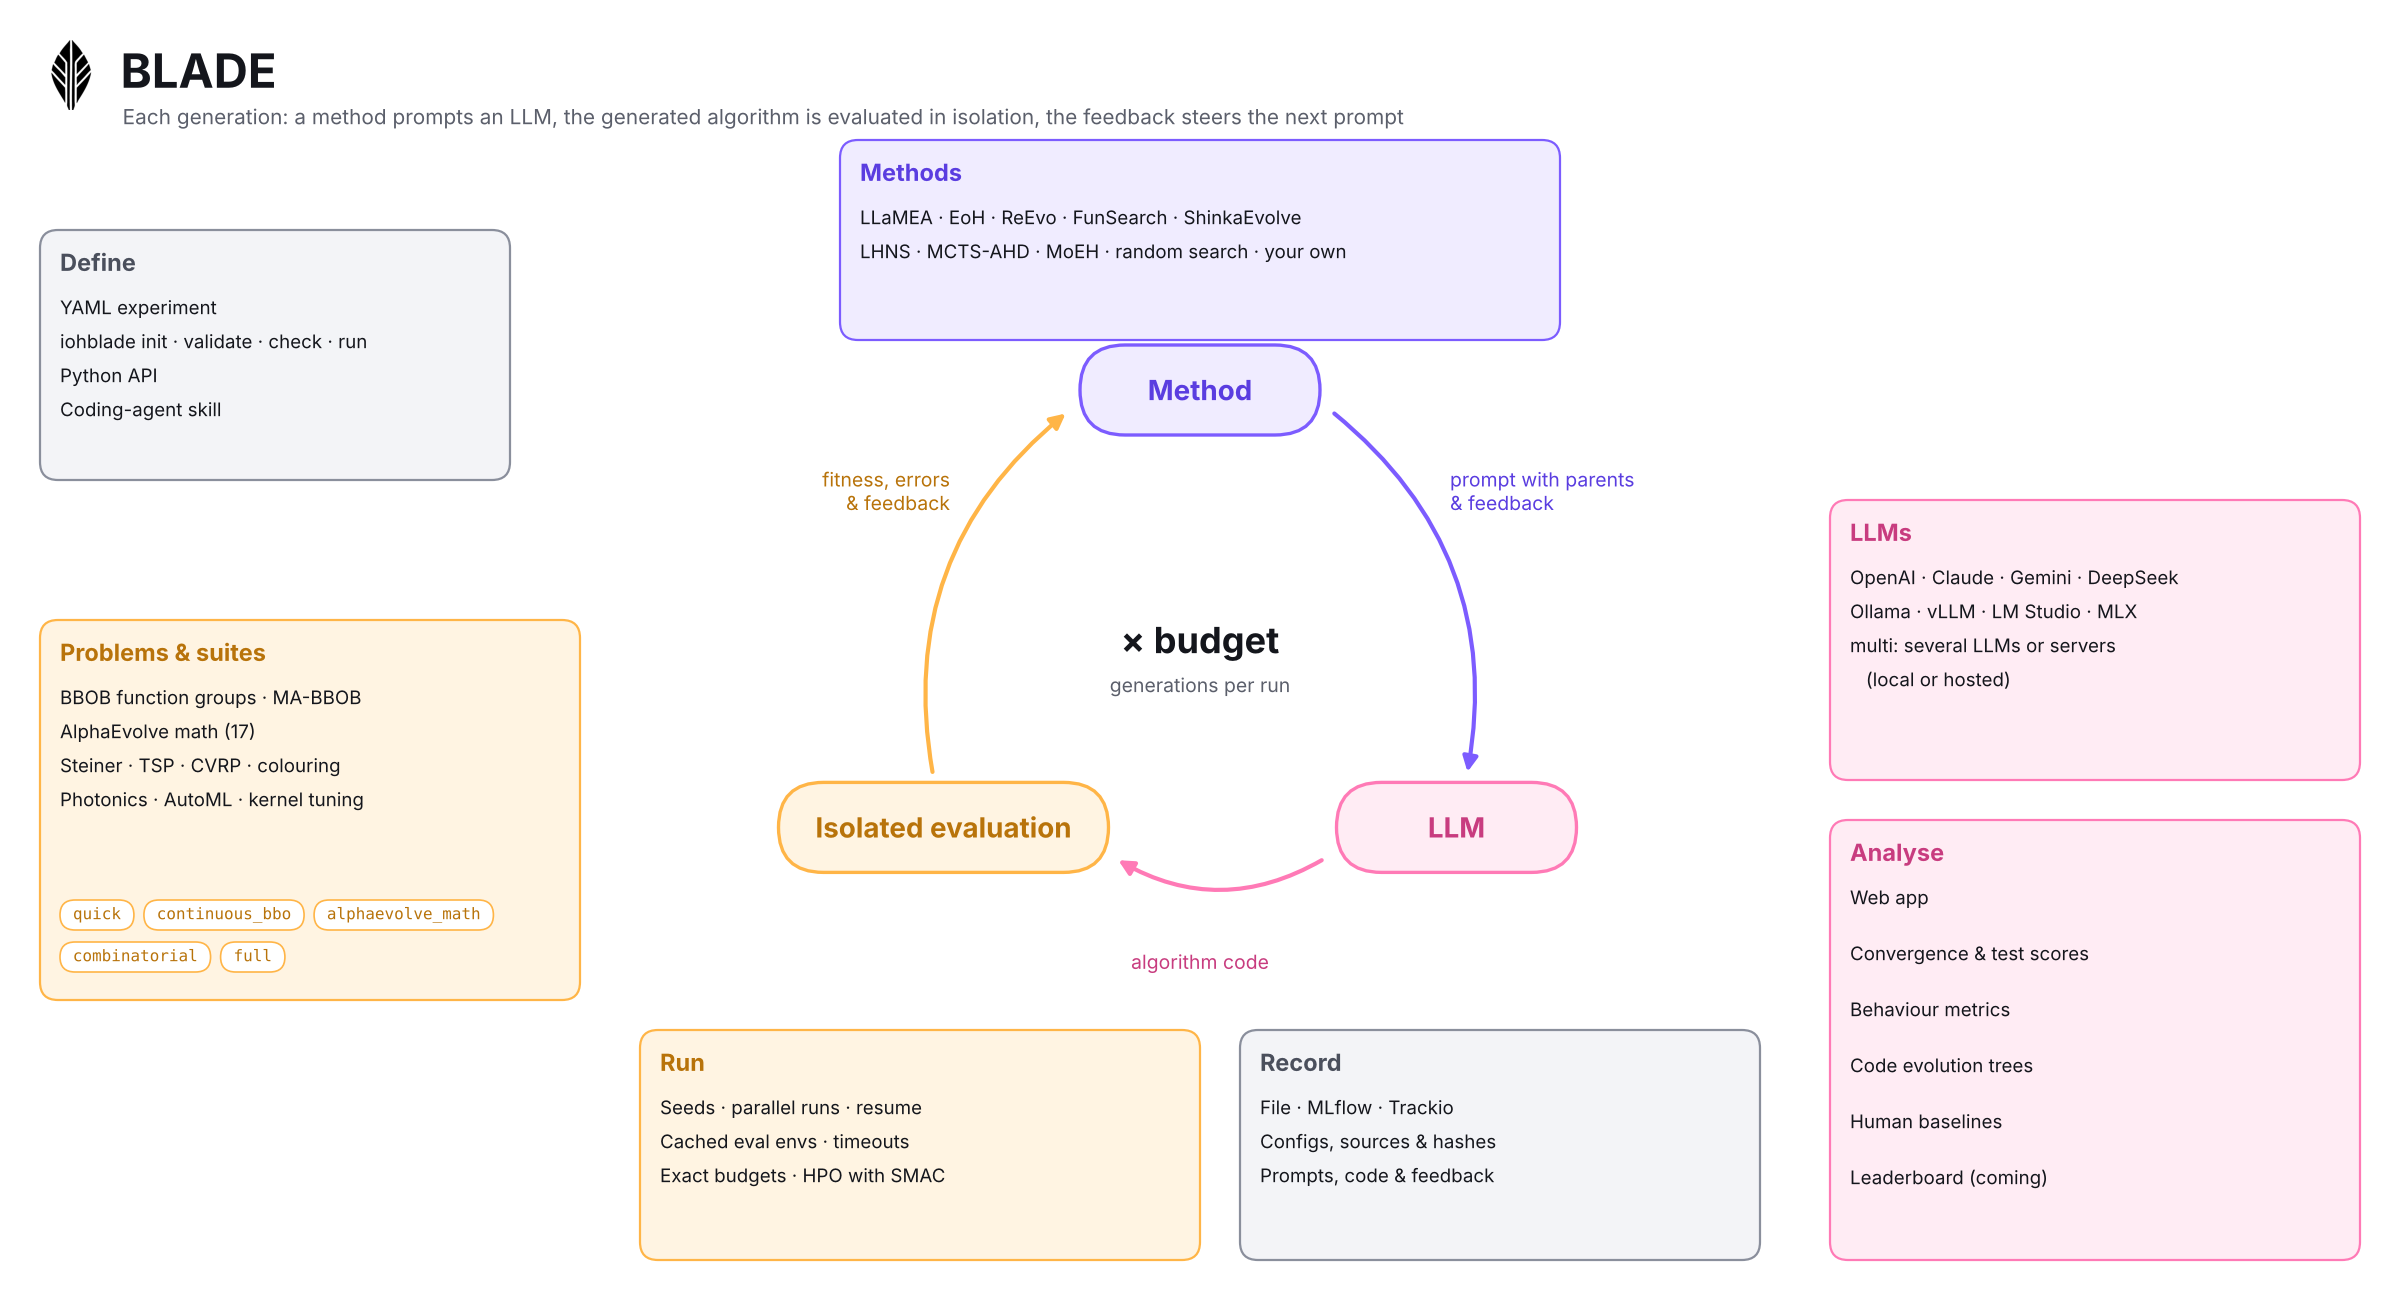 BLADE
Each generation: a method prompts an LLM, the generated algorithm is evaluated in isolation, the feedback steers the next prompt
Methods
LLaMEA · EoH · ReEvo · FunSearch · ShinkaEvolve
LHNS · MCTS-AHD · MoEH · random search · your own
Define
YAML experiment
iohblade init · validate · check · run
Python API
Coding-agent skill
Method
fitness, errors
& feedback
prompt with parents
& feedback
LLMs
OpenAI · Claude · Gemini · DeepSeek
Ollama · vLLM · LM Studio · MLX
multi: several LLMs or servers
(local or hosted)
× budget
generations per run
Problems & suites
BBOB function groups · MA-BBOB
AlphaEvolve math (17)
Steiner · TSP · CVRP · colouring
Photonics · AutoML · kernel tuning
quick continuous_bbo alphaevolve_math
combinatorial full
Isolated evaluation
LLM
algorithm code
Analyse
Web app
Convergence & test scores
Behaviour metrics
Code evolution trees
Human baselines
Leaderboard (coming)
Run
Seeds · parallel runs · resume
Cached eval envs · timeouts
Exact budgets · HPO with SMAC
Record
File · MLflow · Trackio
Configs, sources & hashes
Prompts, code & feedback